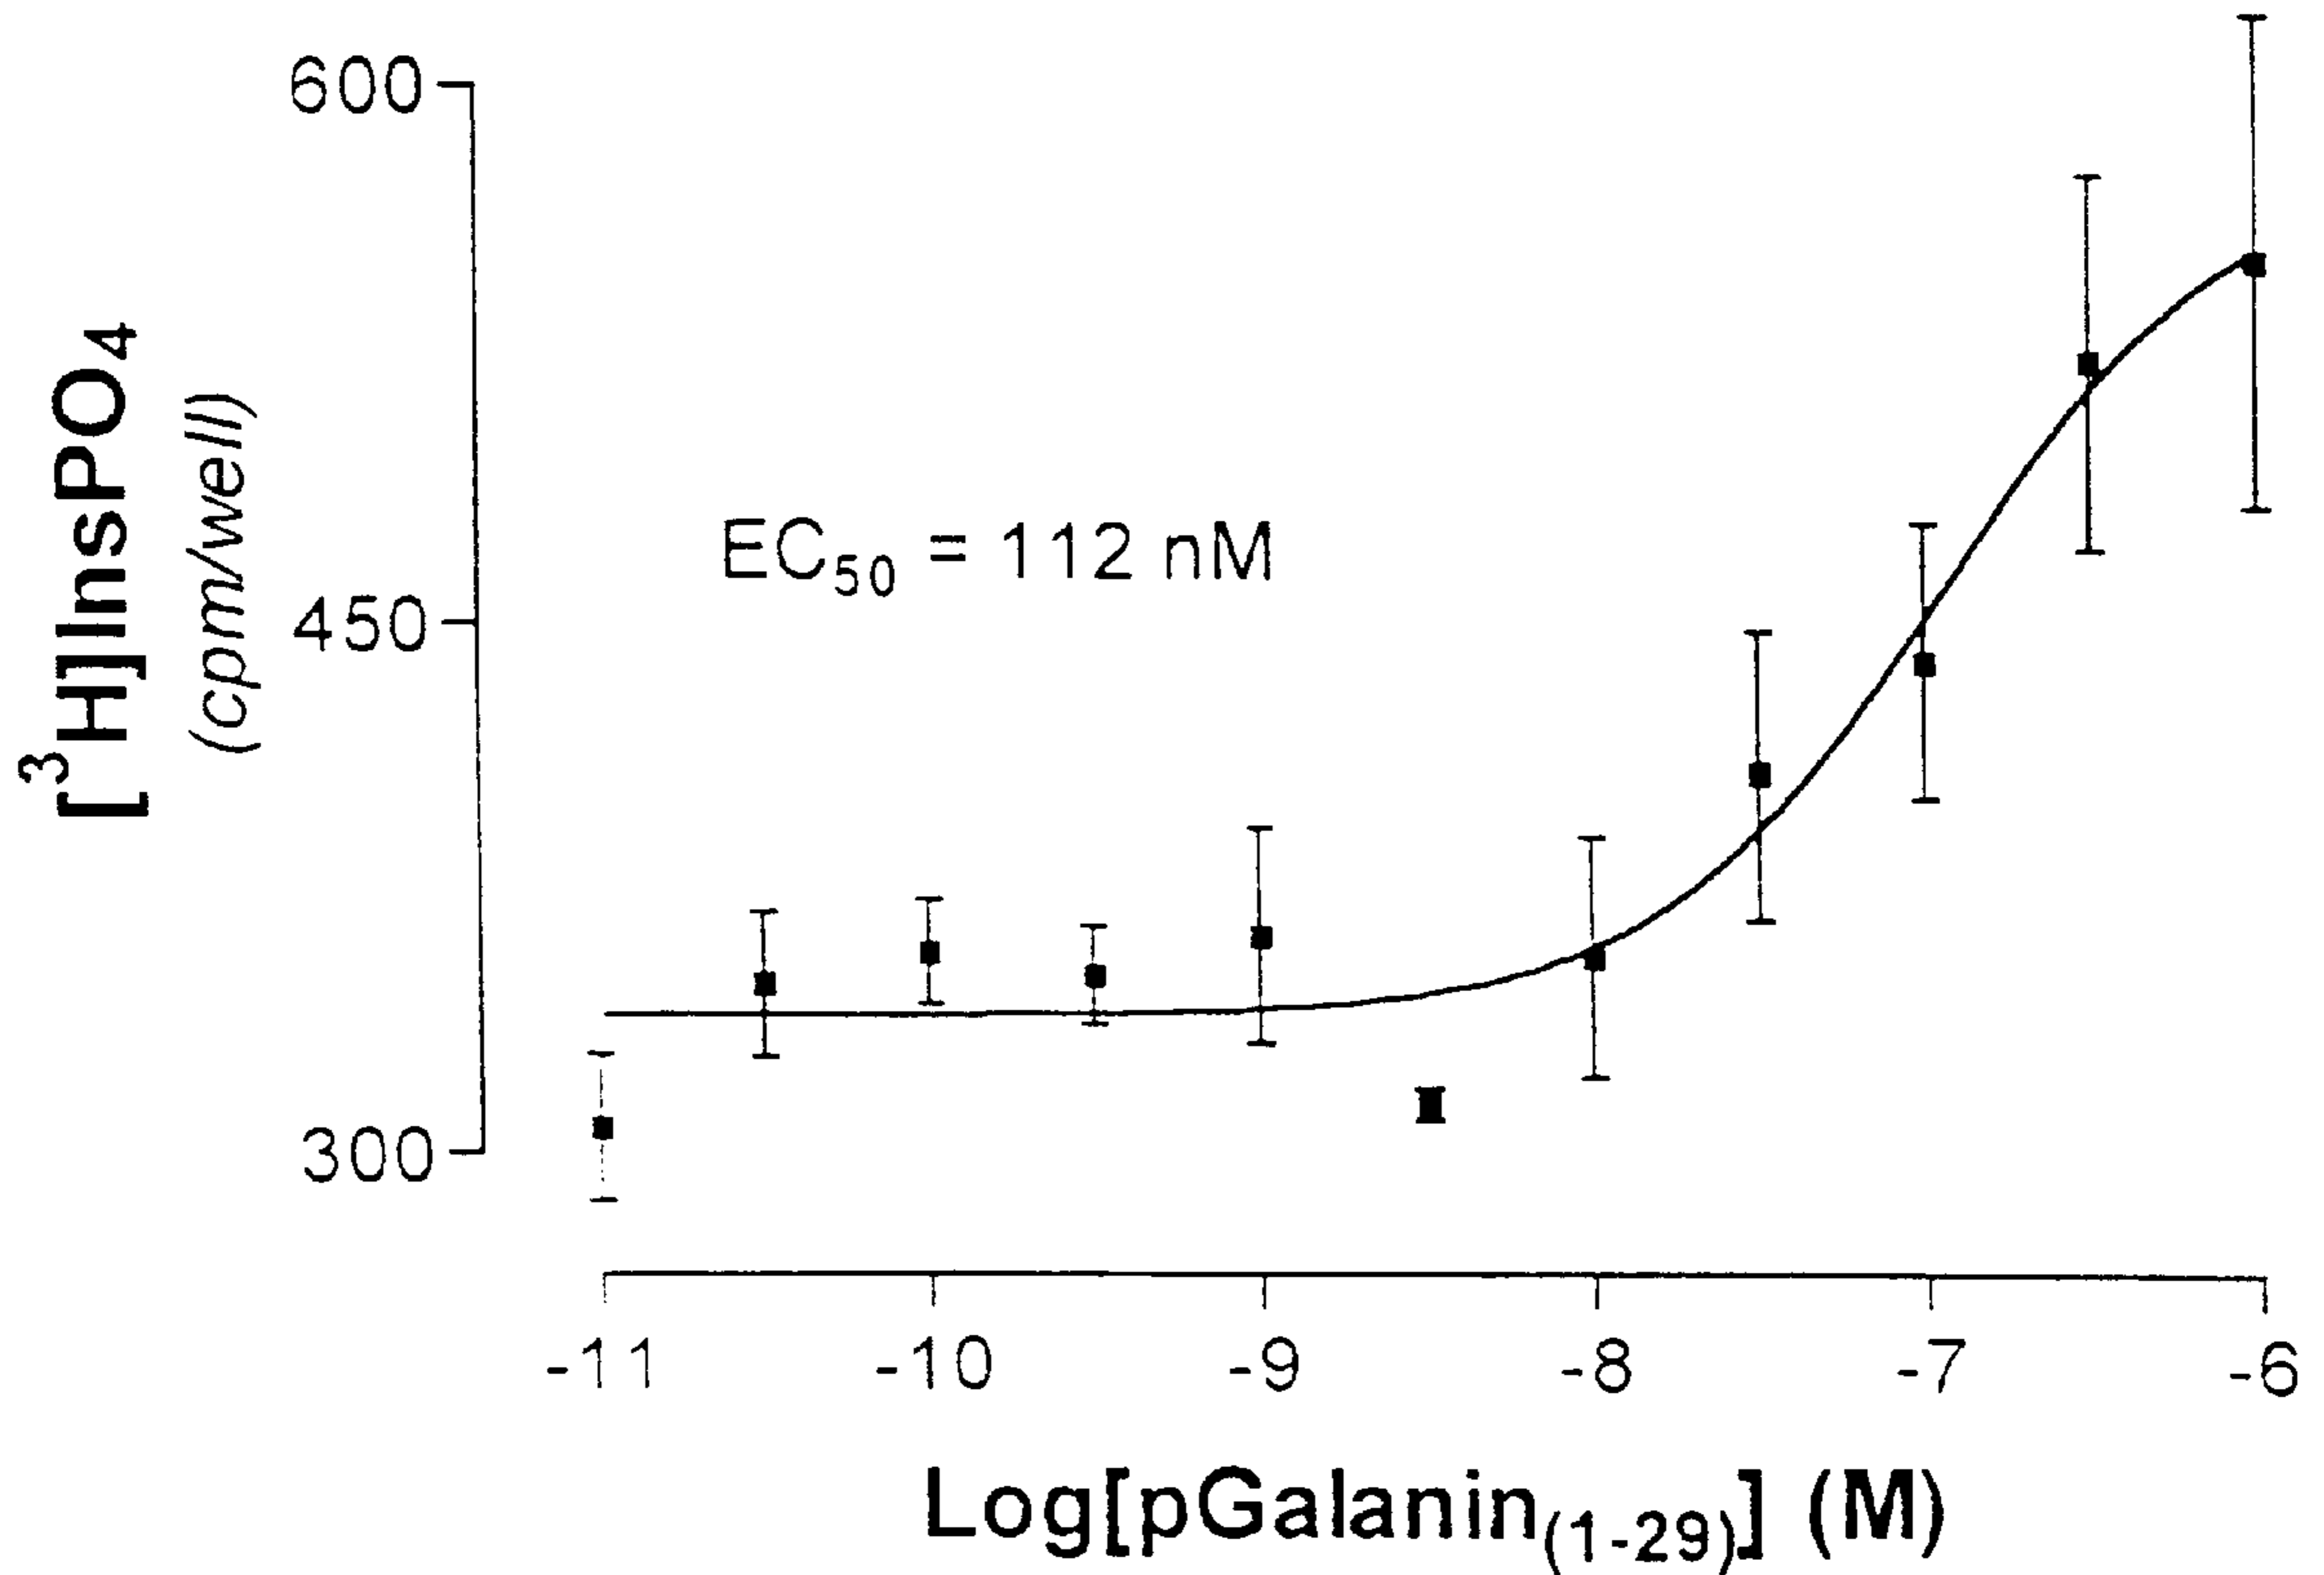 600
450
300
[³H]InsPO₄
(cpm/well)
EC₅₀ = 112 nM
-11 -10 -9 -8 -7 -6
Log[pGalanin₍₁₋₂₉₎] (M)